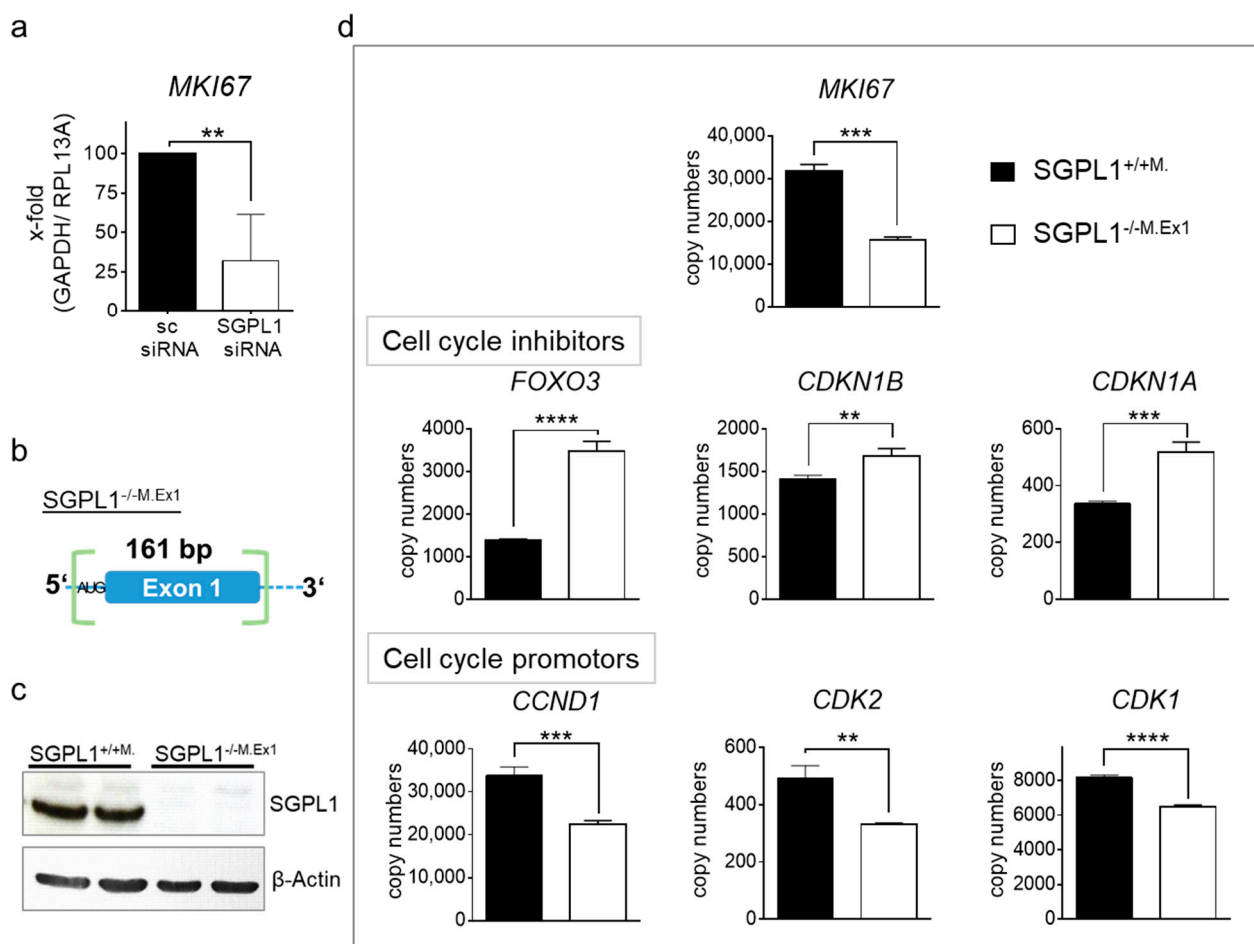 a
MKI67
**
x-fold
(GAPDH/ RPL13A)
100
75
50
25
0
sc
siRNA
SGPL1
siRNA
b
SGPL1-/-M.Ex1
161 bp
5‘
AUG
Exon 1
3‘
c
SGPL1+/+M.
SGPL1-/-M.Ex1
SGPL1
β-Actin
d
MKI67
***
copy numbers
40,000
30,000
20,000
10,000
0
SGPL1+/+M.
SGPL1-/-M.Ex1
Cell cycle inhibitors
FOXO3
****
copy numbers
4000
3000
2000
1000
0
CDKN1B
**
copy numbers
2000
1500
1000
500
0
CDKN1A
***
copy numbers
600
400
200
0
Cell cycle promotors
CCND1
***
copy numbers
40,000
30,000
20,000
10,000
0
CDK2
**
copy numbers
600
400
200
0
CDK1
****
copy numbers
8000
6000
4000
2000
0